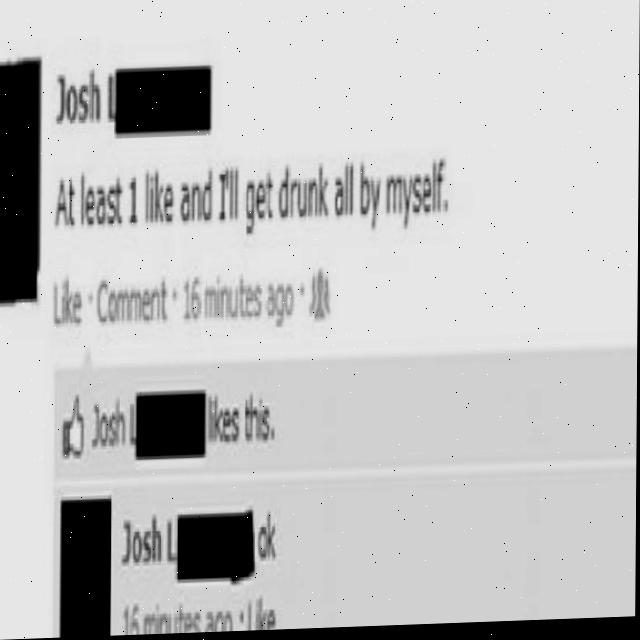 Josh L
At least 1 like and I'll get drunk all by myself.
Like · Comment · 16 minutes ago ·
Josh L likes this.
Josh L ok
16 minutes ago · Like